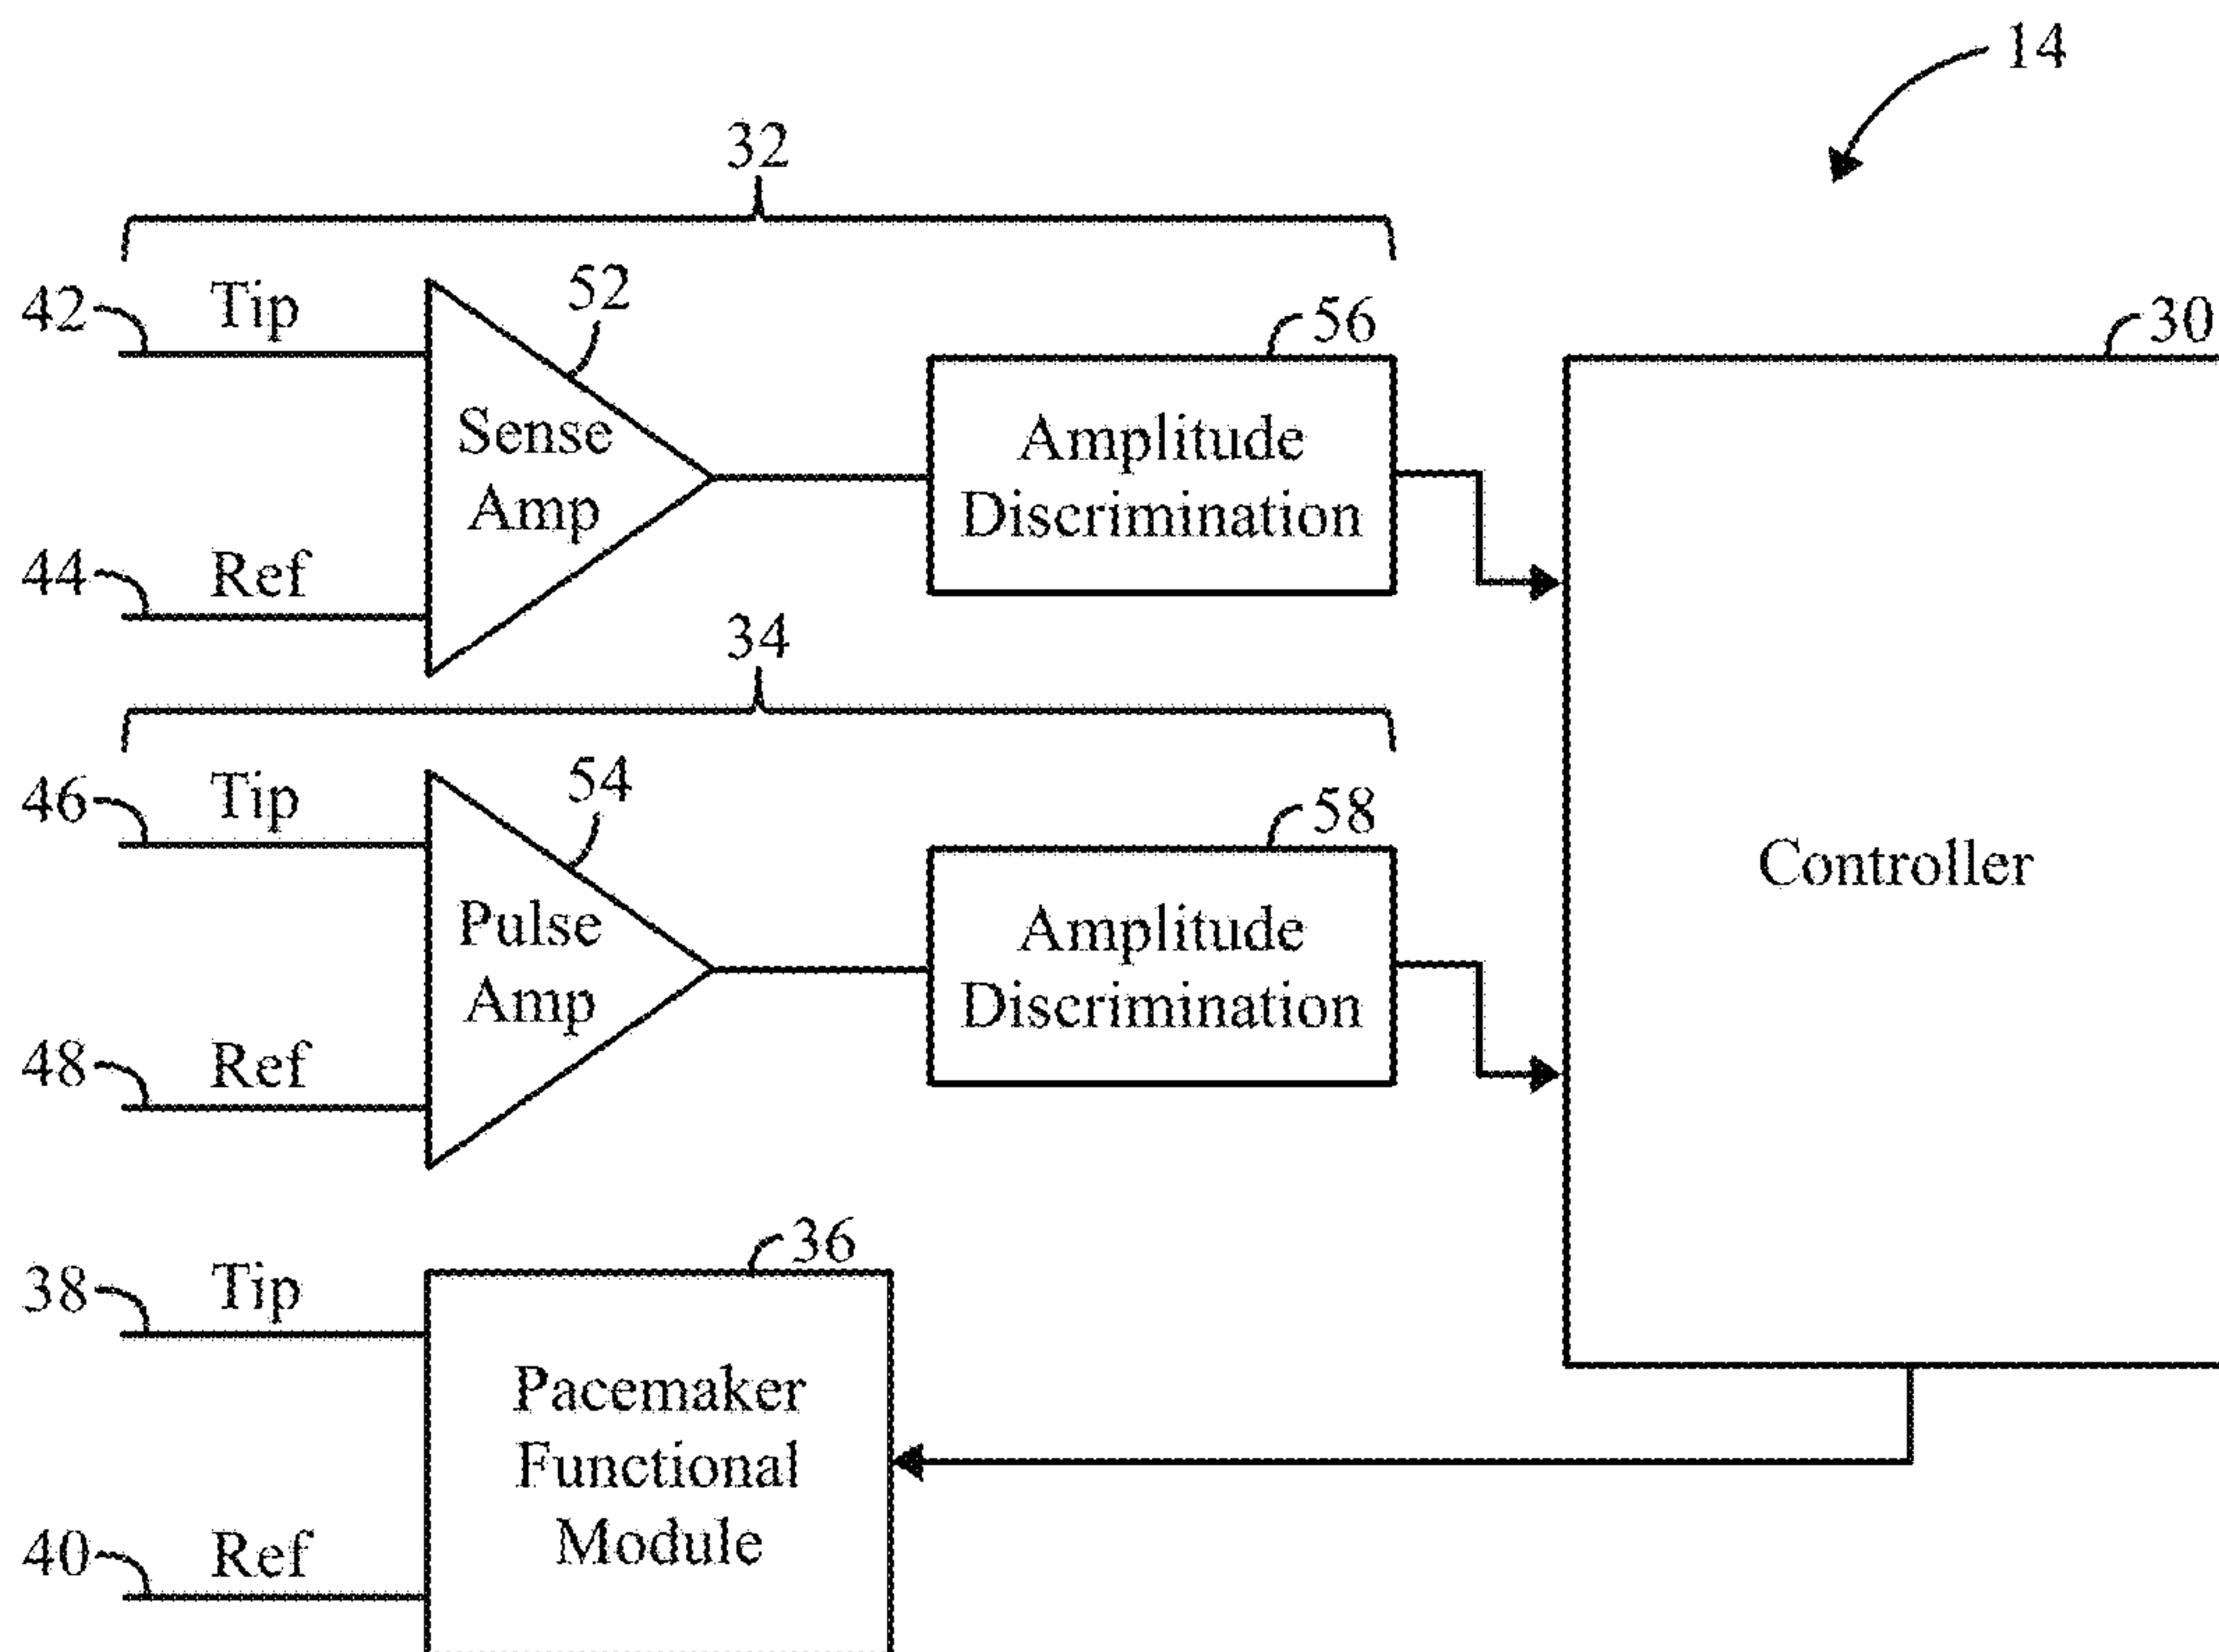 14
32
42
Tip
52
56
30
Sense
Amp
Amplitude
Discrimination
44
Ref
34
46
Tip
54
58
Controller
Pulse
Amp
Amplitude
Discrimination
48
Ref
36
38
Tip
Pacemaker
Functional
Module
40
Ref